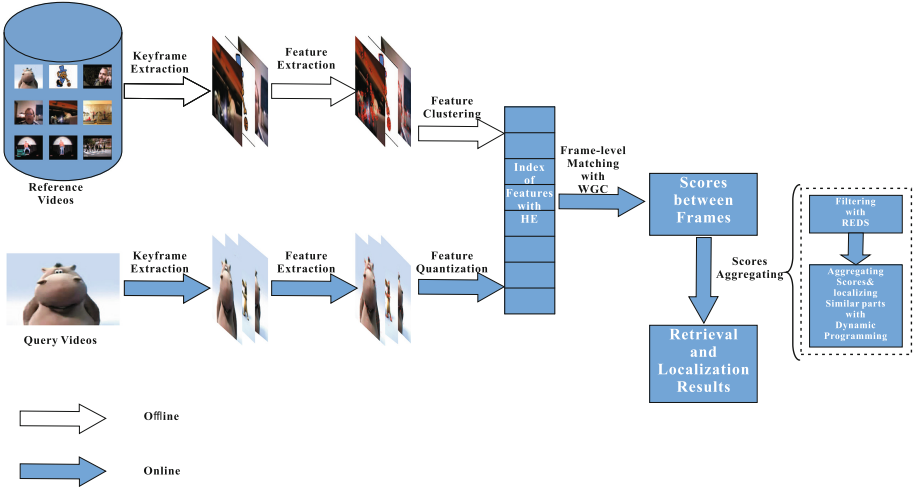 Keyframe
Extraction
Feature
Extraction
Feature
Clustering
Reference
Videos
Index
of
Features
with
HE
Frame-level
Matching
with
WGC
Scores
between
Frames
Scores
Aggregating
Filtering
with
REDS
Aggregating
Scores&
localizing
Similar parts
with
Dynamic
Programming
Keyframe
Extraction
Feature
Extraction
Feature
Quantization
Query Videos
Retrieval
and
Localization
Results
Offline
Online